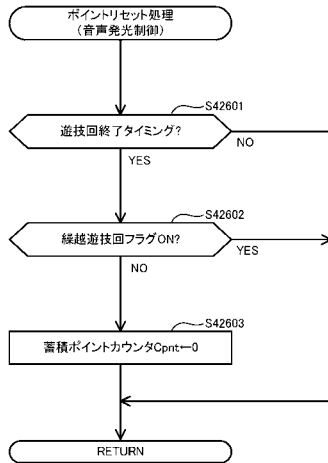 ポイントリセット処理
(音声発光制御)
S42601
遊技回終了タイミング?
NO
YES
S42602
繰越遊技回フラグON?
YES
NO
S42603
蓄積ポイントカウンタCpnt←0
RETURN